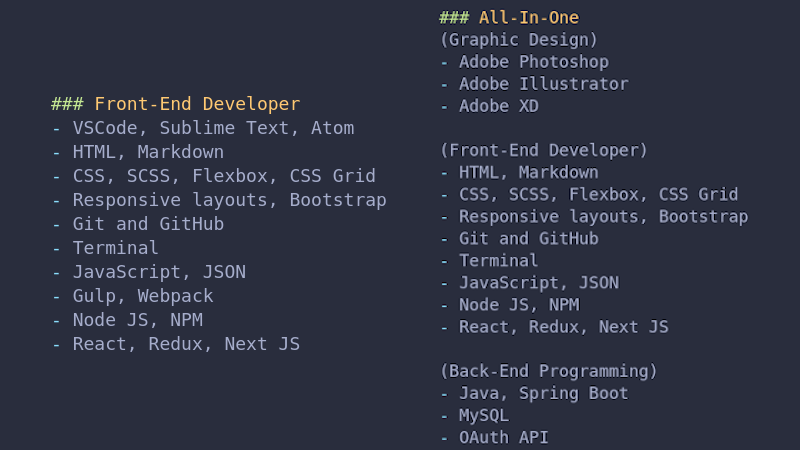 ### Front-End Developer
- VSCode, Sublime Text, Atom
- HTML, Markdown
- CSS, SCSS, Flexbox, CSS Grid
- Responsive layouts, Bootstrap
- Git and GitHub
- Terminal
- JavaScript, JSON
- Gulp, Webpack
- Node JS, NPM
- React, Redux, Next JS
### All-In-One
(Graphic Design)
- Adobe Photoshop
- Adobe Illustrator
- Adobe XD
(Front-End Developer)
- HTML, Markdown
- CSS, SCSS, Flexbox, CSS Grid
- Responsive layouts, Bootstrap
- Git and GitHub
- Terminal
- JavaScript, JSON
- Node JS, NPM
- React, Redux, Next JS
(Back-End Programming)
- Java, Spring Boot
- MySQL
- OAuth API